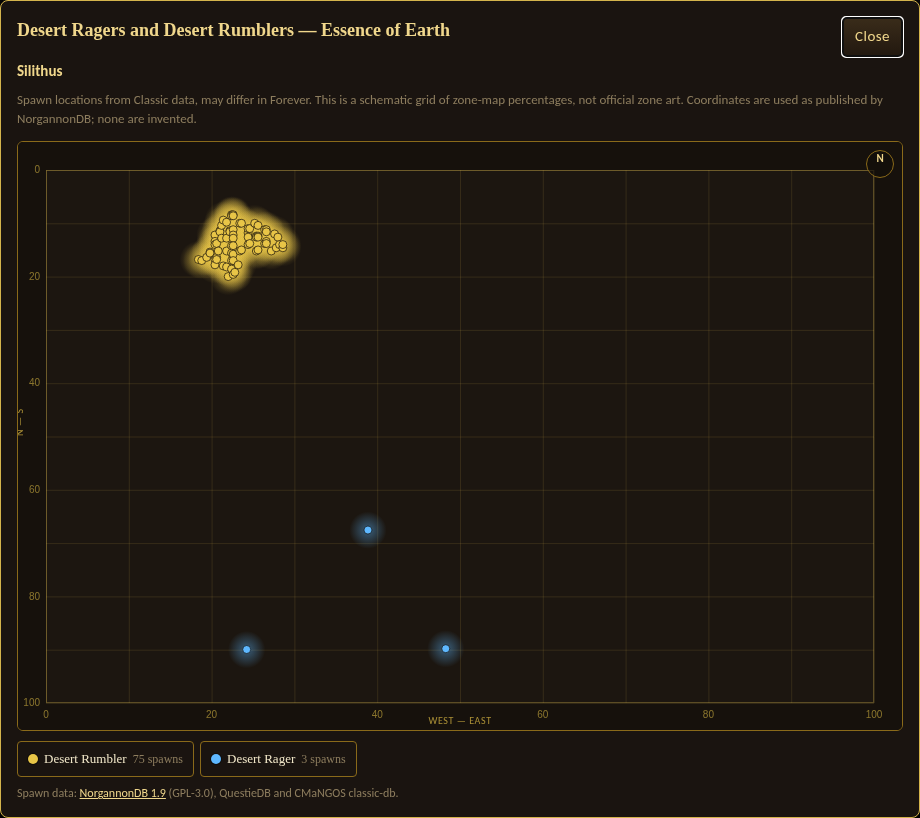 Desert Ragers and Desert Rumblers — Essence of Earth
Close
Silithus
Spawn locations from Classic data, may differ in Forever. This is a schematic grid of zone-map percentages, not official zone art. Coordinates are used as published by
NorgannonDB; none are invented.
N
0
20
40
60
80
100
N — S
0
20
40
60
80
100
WEST — EAST
Desert Rumbler 75 spawns
Desert Rager 3 spawns
Spawn data: NorgannonDB 1.9 (GPL-3.0), QuestieDB and CMaNGOS classic-db.